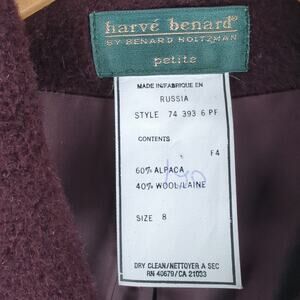 harvé benard®
BY BENARD HOLTZMAN
petite
MADE IN/FABRIQUE EN
RUSSIA
STYLE 74 393 6 PF
CONTENTS
F4
60% ALPACA
40% WOOL/LAINE
SIZE 8
DRY CLEAN/NETTOYER A SEC
RN 40679/CA 21033